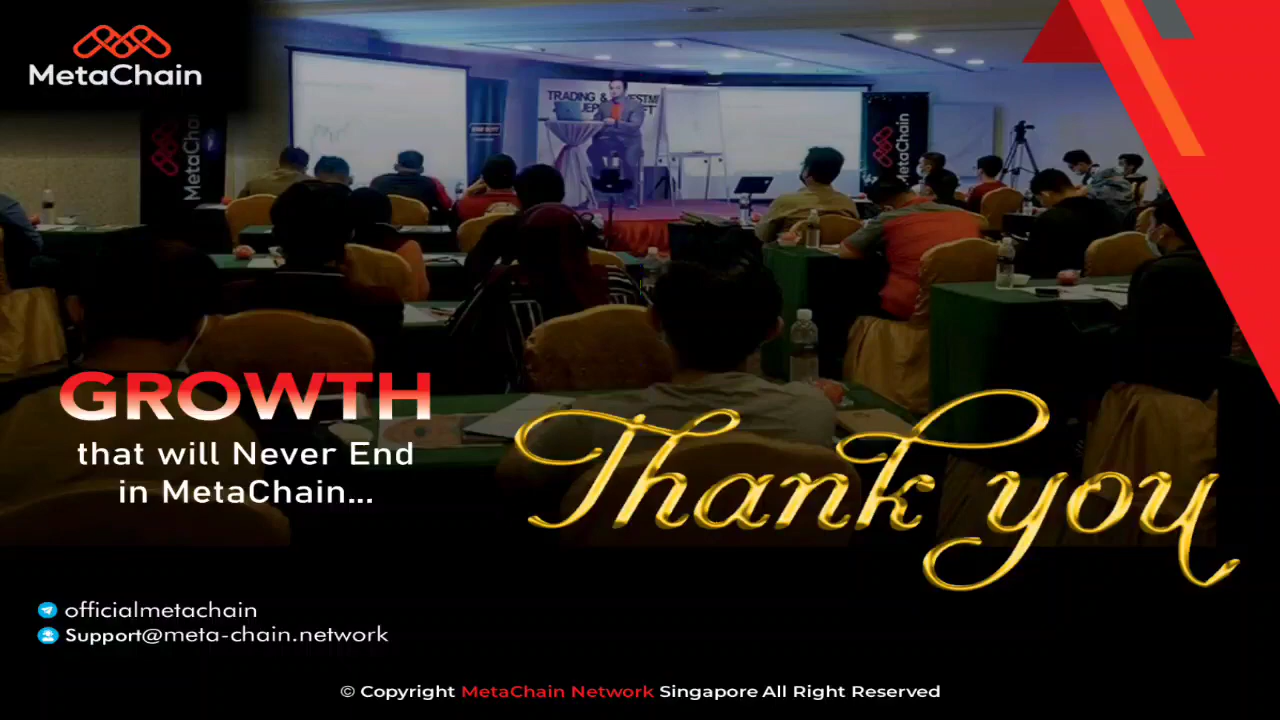 MetaChain
TRADING &
MetaChain
MetaChain
GROWTH
that will Never End
in MetaChain...
Thank you
officialmetachain
Support@meta-chain.network
© Copyright MetaChain Network Singapore All Right Reserved